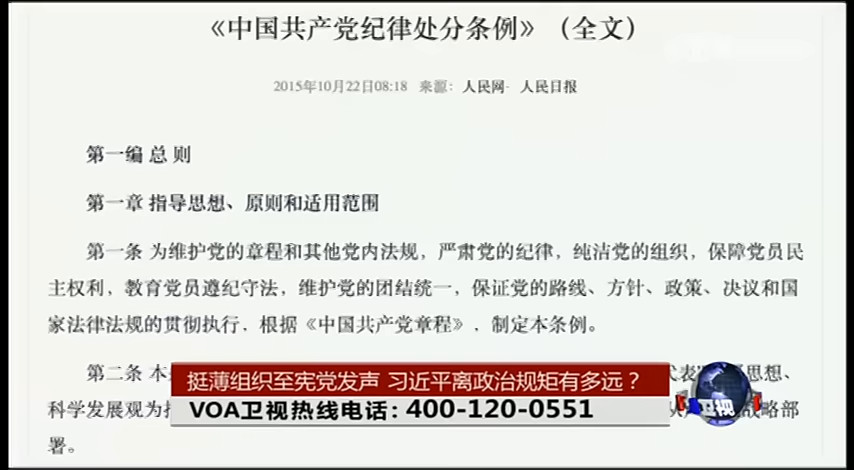 《中国共产党纪律处分条例》（全文）
2015年10月22日08:18 来源：人民网- 人民日报
第一编 总 则
第一章 指导思想、原则和适用范围
第一条 为维护党的章程和其他党内法规，严肃党的纪律，纯洁党的组织，保障党员民
主权利，教育党员遵纪守法，维护党的团结统一，保证党的路线、方针、政策、决议和国
家法律法规的贯彻执行，根据《中国共产党章程》，制定本条例。
第二条 本 思想、
科学发展观为 战略部
署。
挺薄组织至宪党发声 习近平离政治规矩有多远？
VOA卫视热线电话：400-120-0551
卫视